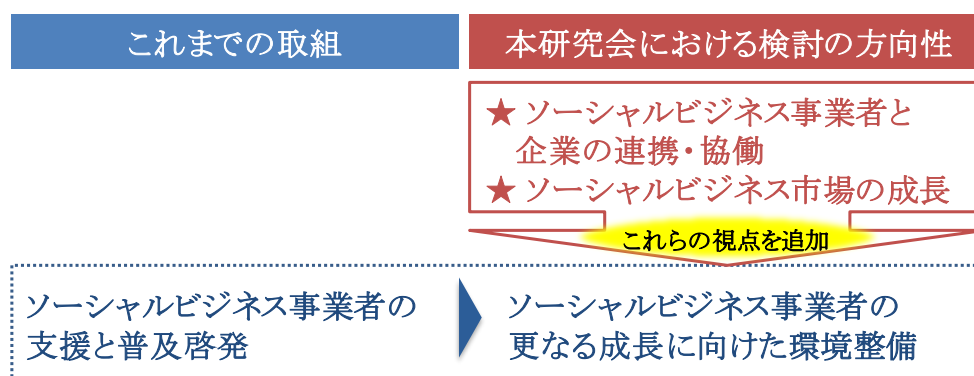 これまでの取組
本研究会における検討の方向性
★ ソーシャルビジネス事業者と
企業の連携・協働
★ ソーシャルビジネス市場の成長
これらの視点を追加
ソーシャルビジネス事業者の
支援と普及啓発
ソーシャルビジネス事業者の
更なる成長に向けた環境整備